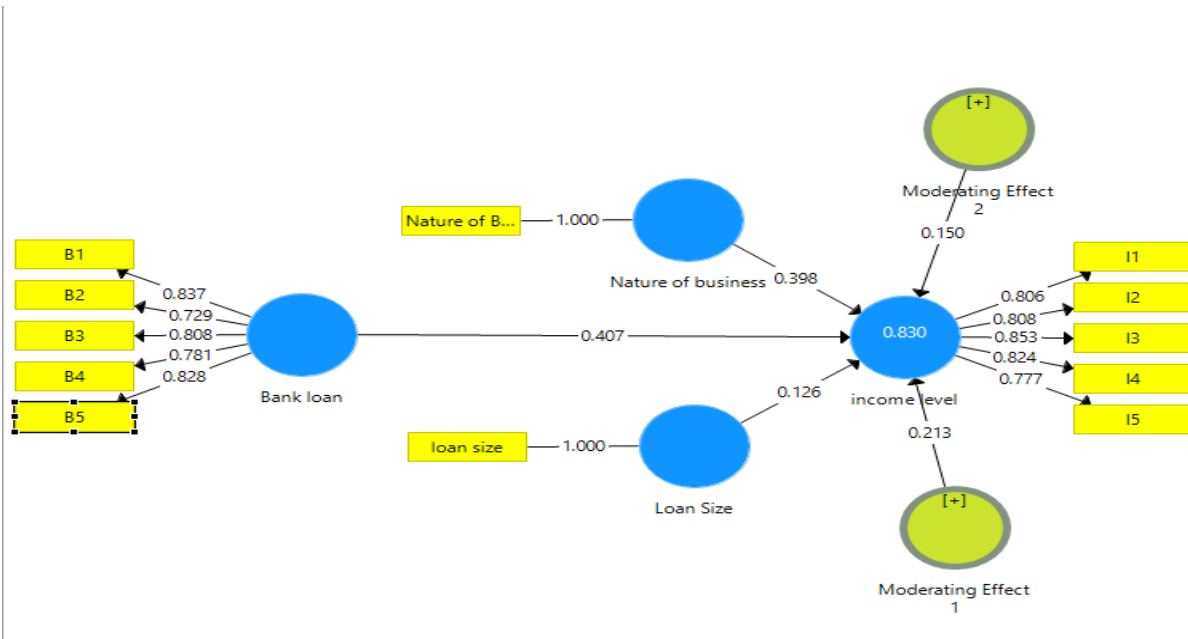 [+]
Moderating Effect
2
0.150
Nature of B...
1.000
Nature of business
0.398
B1
B2
B3
B4
B5
0.837
0.729
0.808
0.781
0.828
Bank loan
0.407
0.830
income level
I1
I2
I3
I4
I5
0.806
0.808
0.853
0.824
0.777
loan size
1.000
Loan Size
0.126
0.213
[+]
Moderating Effect
1